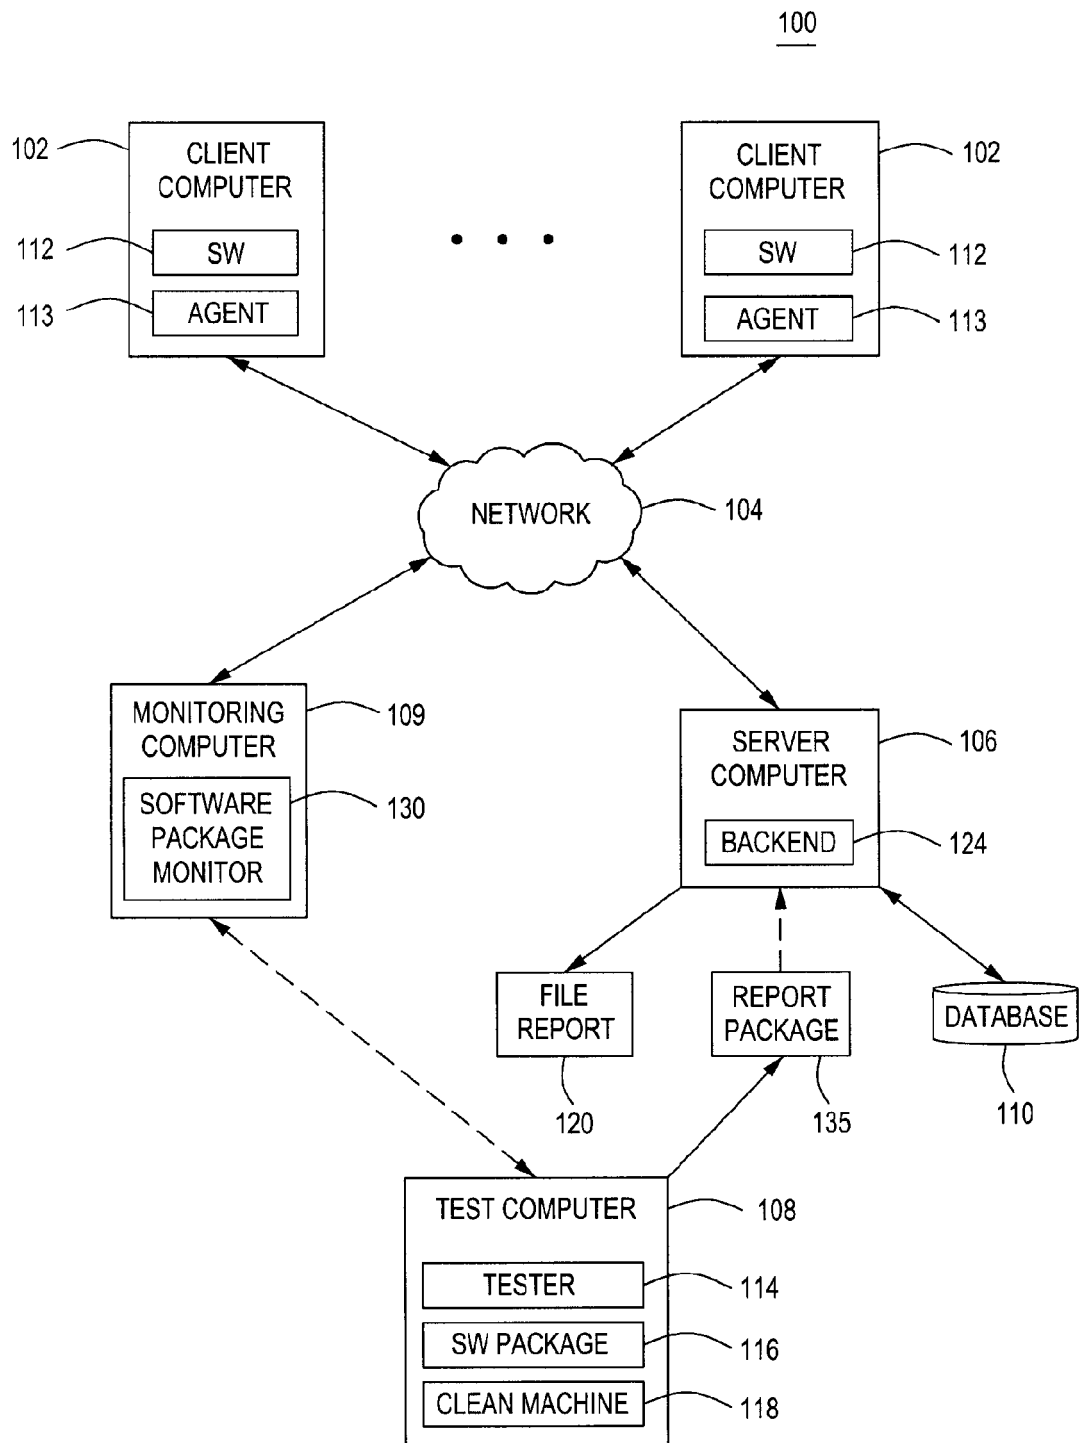 100
102
CLIENT
COMPUTER
112
SW
113
AGENT
CLIENT
COMPUTER
102
SW
112
AGENT
113
NETWORK
104
MONITORING
COMPUTER
109
SOFTWARE
PACKAGE
MONITOR
130
SERVER
COMPUTER
106
BACKEND
124
FILE
REPORT
120
REPORT
PACKAGE
135
DATABASE
110
TEST COMPUTER
108
TESTER
114
SW PACKAGE
116
CLEAN MACHINE
118